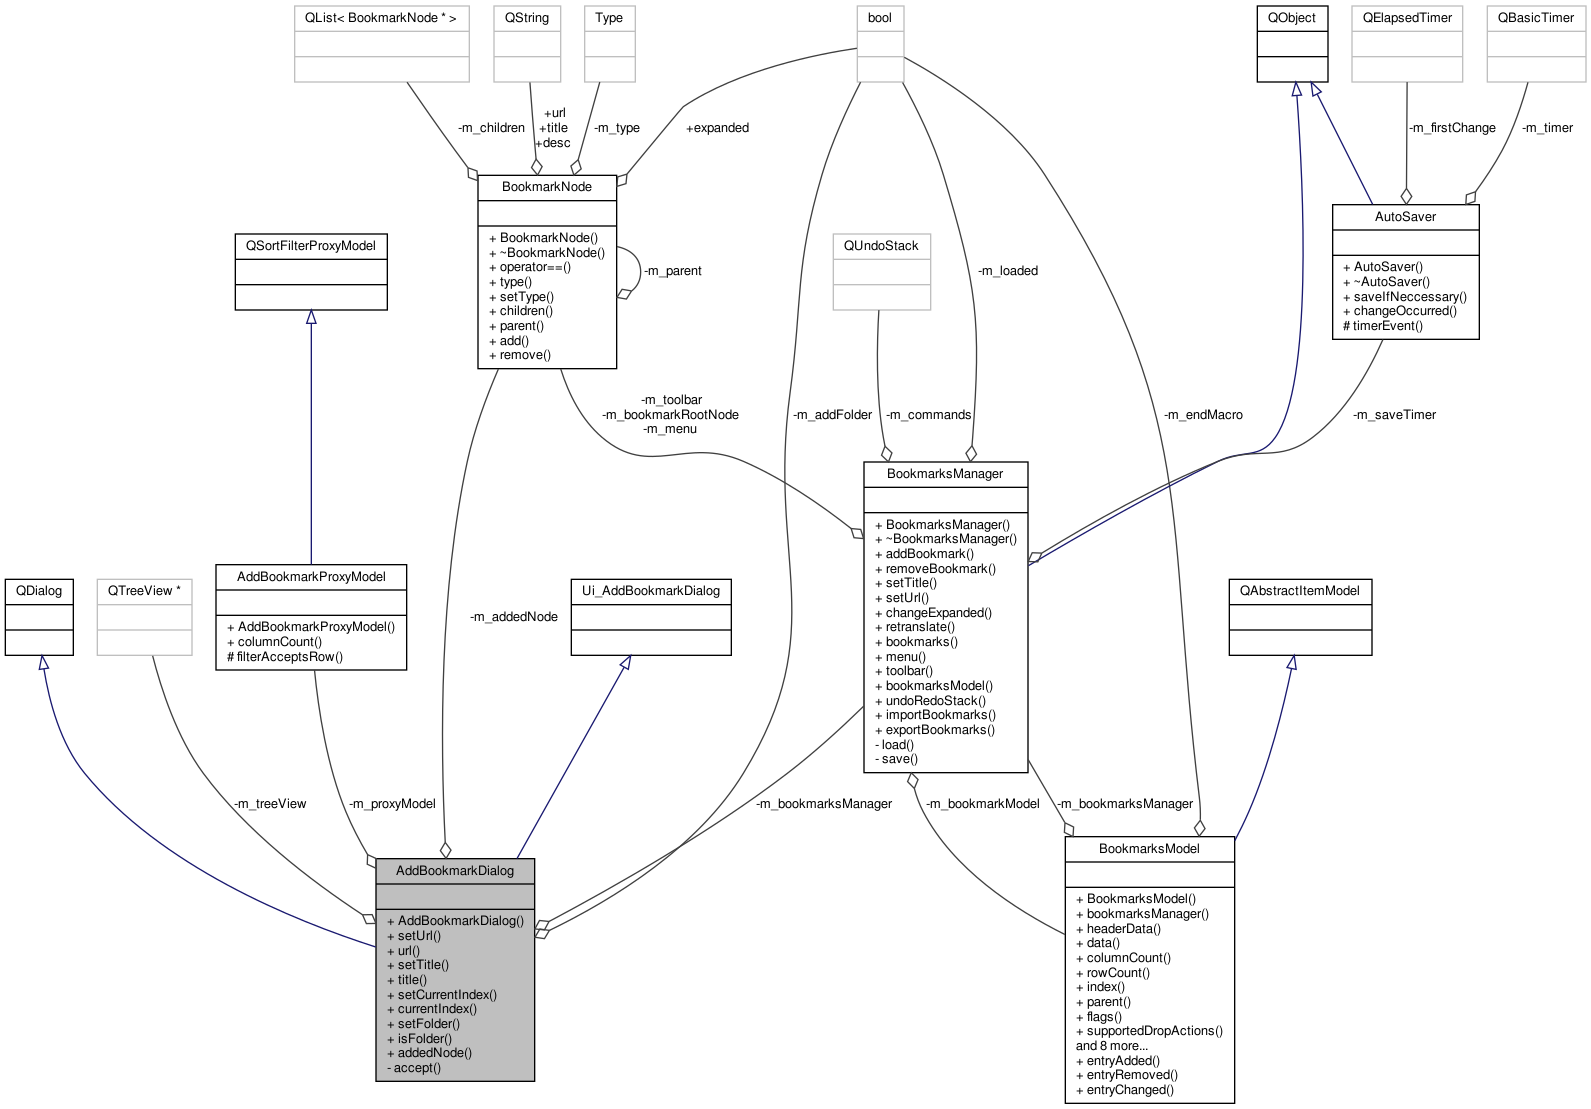 QList< BookmarkNode * >
QString
Type
bool
QObject
QElapsedTimer
QBasicTimer
-m_children
+url
+title
+desc
-m_type
+expanded
-m_firstChange
-m_timer
BookmarkNode
+ BookmarkNode()
+ ~BookmarkNode()
+ operator==()
+ type()
+ setType()
+ children()
+ parent()
+ add()
+ remove()
-m_parent
AutoSaver
+ AutoSaver()
+ ~AutoSaver()
+ saveIfNeccessary()
+ changeOccurred()
# timerEvent()
QSortFilterProxyModel
QUndoStack
-m_loaded
-m_toolbar
-m_bookmarkRootNode
-m_menu
-m_addFolder
-m_commands
-m_endMacro
-m_saveTimer
BookmarksManager
+ BookmarksManager()
+ ~BookmarksManager()
+ addBookmark()
+ removeBookmark()
+ setTitle()
+ setUrl()
+ changeExpanded()
+ retranslate()
+ bookmarks()
+ menu()
+ toolbar()
+ bookmarksModel()
+ undoRedoStack()
+ importBookmarks()
+ exportBookmarks()
- load()
- save()
QDialog
QTreeView *
AddBookmarkProxyModel
+ AddBookmarkProxyModel()
+ columnCount()
# filterAcceptsRow()
-m_addedNode
Ui_AddBookmarkDialog
QAbstractItemModel
-m_treeView
-m_proxyModel
-m_bookmarksManager
-m_bookmarkModel
-m_bookmarksManager
AddBookmarkDialog
+ AddBookmarkDialog()
+ setUrl()
+ url()
+ setTitle()
+ title()
+ setCurrentIndex()
+ currentIndex()
+ setFolder()
+ isFolder()
+ addedNode()
- accept()
BookmarksModel
+ BookmarksModel()
+ bookmarksManager()
+ headerData()
+ data()
+ columnCount()
+ rowCount()
+ index()
+ parent()
+ flags()
+ supportedDropActions()
and 8 more...
+ entryAdded()
+ entryRemoved()
+ entryChanged()